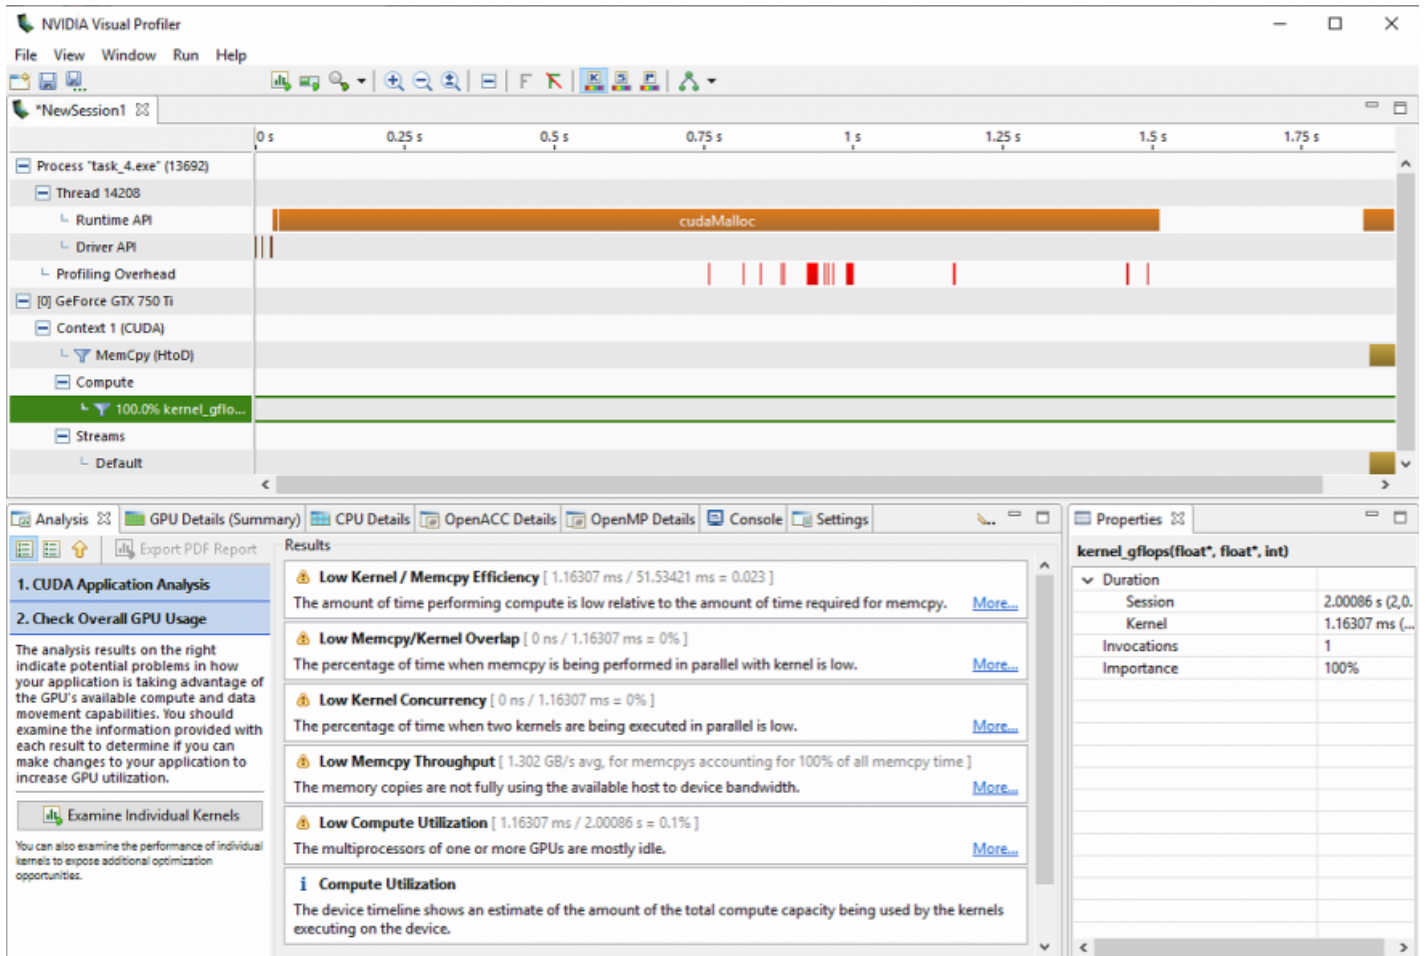 NVIDIA Visual Profiler
File View Window Run Help
*NewSession1
0 s 0.25 s 0.5 s 0.75 s 1 s 1.25 s 1.5 s 1.75 s
Process "task_4.exe" (13692)
Thread 14208
Runtime API
cudaMalloc
Driver API
Profiling Overhead
[0] GeForce GTX 750 Ti
Context 1 (CUDA)
MemCpy (HtoD)
Compute
100.0% kernel_gflo...
Streams
Default
Analysis GPU Details (Summary) CPU Details OpenACC Details OpenMP Details Console Settings
Export PDF Report
1. CUDA Application Analysis
2. Check Overall GPU Usage
The analysis results on the right
indicate potential problems in how
your application is taking advantage of
the GPU's available compute and data
movement capabilities. You should
examine the information provided with
each result to determine if you can
make changes to your application to
increase GPU utilization.
Examine Individual Kernels
You can also examine the performance of individual
kernels to expose additional optimization
opportunities.
Results
Low Kernel / Memcpy Efficiency [ 1.16307 ms / 51.53421 ms = 0.023 ]
The amount of time performing compute is low relative to the amount of time required for memcpy. More...
Low Memcpy/Kernel Overlap [ 0 ns / 1.16307 ms = 0% ]
The percentage of time when memcpy is being performed in parallel with kernel is low. More...
Low Kernel Concurrency [ 0 ns / 1.16307 ms = 0% ]
The percentage of time when two kernels are being executed in parallel is low. More...
Low Memcpy Throughput [ 1.302 GB/s avg, for memcpys accounting for 100% of all memcpy time ]
The memory copies are not fully using the available host to device bandwidth. More...
Low Compute Utilization [ 1.16307 ms / 2.00086 s = 0.1% ]
The multiprocessors of one or more GPUs are mostly idle. More...
Compute Utilization
The device timeline shows an estimate of the amount of the total compute capacity being used by the kernels
executing on the device.
Properties
kernel_gflops(float*, float*, int)
Duration
Session 2.00086 s (2,0.
Kernel 1.16307 ms (...
Invocations 1
Importance 100%